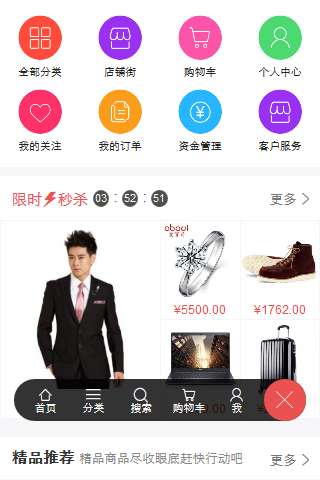 全部分类 店铺街 购物车 个人中心
我的关注 我的订单 资金管理 客户服务
限时秒杀 03 : 52 : 51 更多
¥5500.00 ¥1762.00
首页 分类 搜索 购物车 我
精品推荐 精品商品尽收眼底赶快行动吧 更多